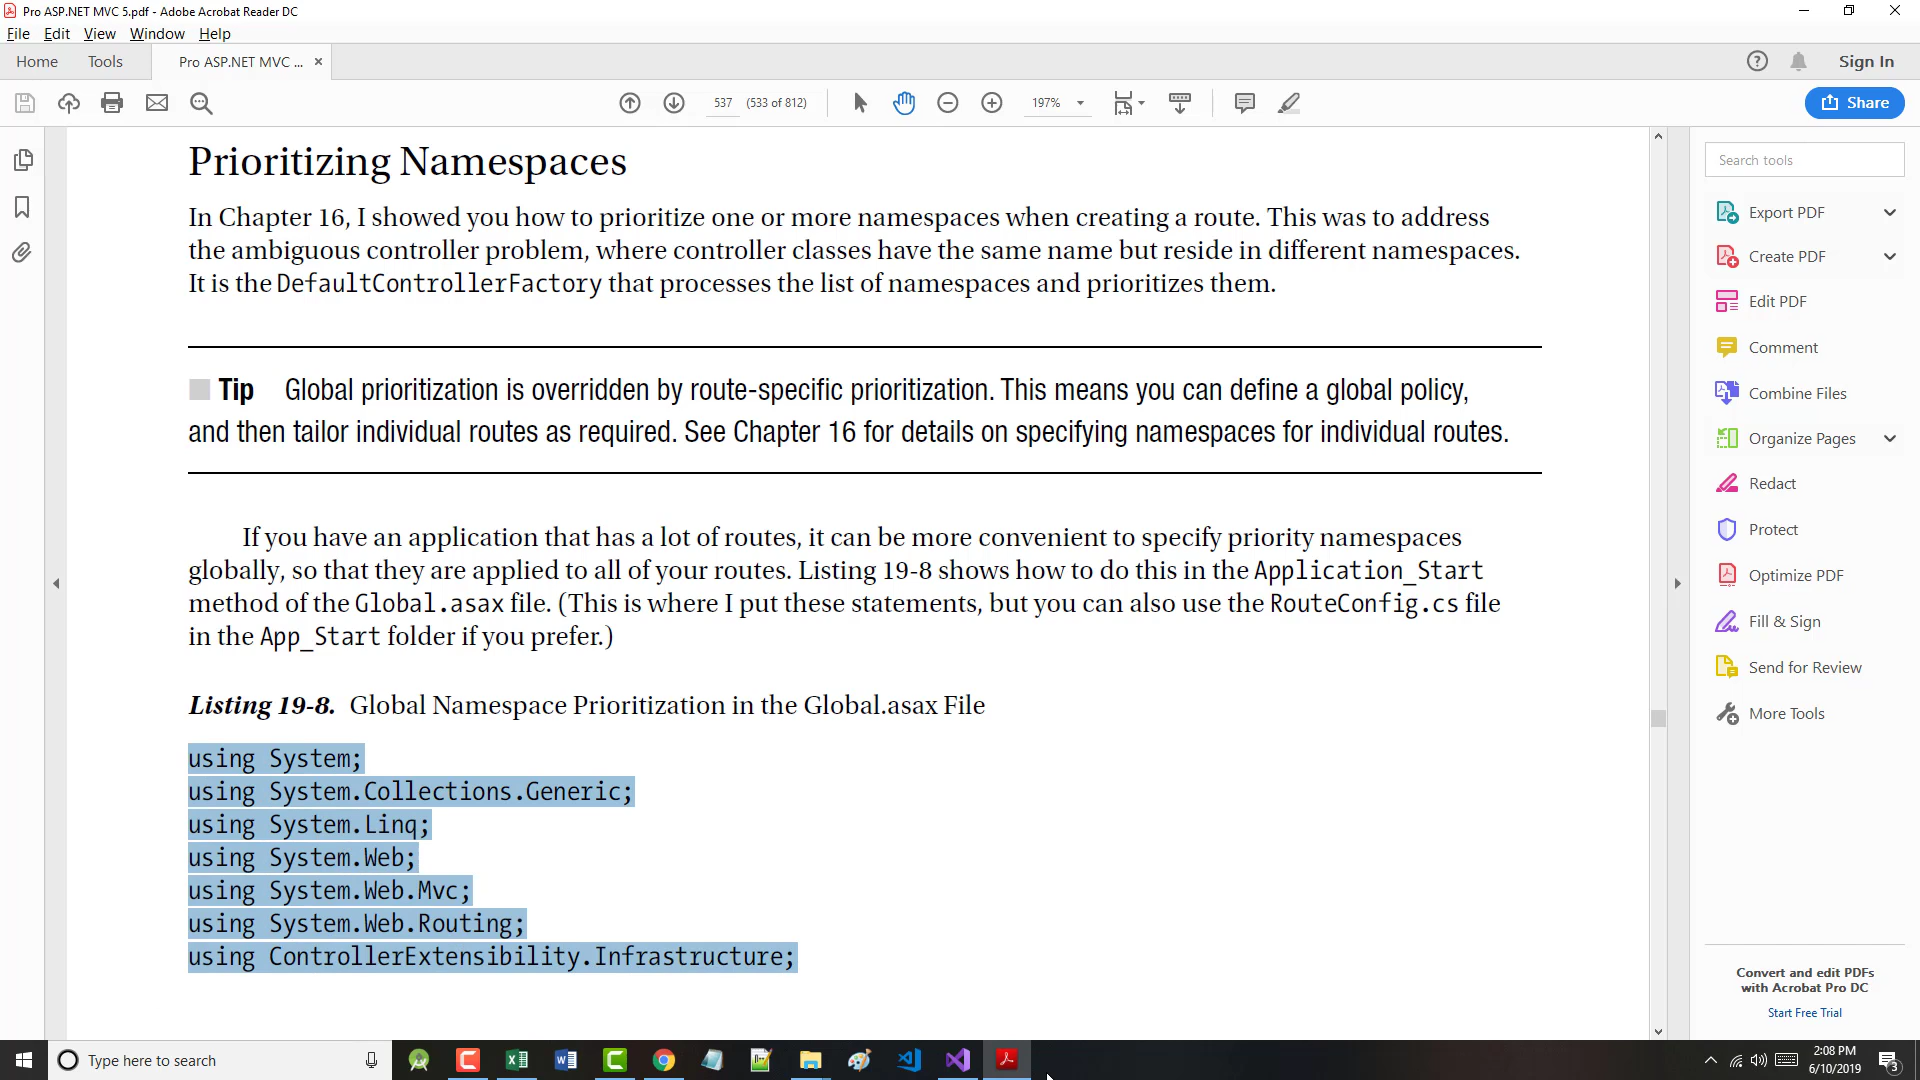 Pro ASP.NET MVC 5.pdf - Adobe Acrobat Reader DC
File Edit View Window Help
Home Tools Pro ASP.NET MVC ... × Sign In
537 (533 of 812) 197% Share
Prioritizing Namespaces
In Chapter 16, I showed you how to prioritize one or more namespaces when creating a route. This was to address
the ambiguous controller problem, where controller classes have the same name but reside in different namespaces.
It is the DefaultControllerFactory that processes the list of namespaces and prioritizes them.
Tip Global prioritization is overridden by route-specific prioritization. This means you can define a global policy,
and then tailor individual routes as required. See Chapter 16 for details on specifying namespaces for individual routes.
If you have an application that has a lot of routes, it can be more convenient to specify priority namespaces
globally, so that they are applied to all of your routes. Listing 19-8 shows how to do this in the Application_Start
method of the Global.asax file. (This is where I put these statements, but you can also use the RouteConfig.cs file
in the App_Start folder if you prefer.)
Listing 19-8. Global Namespace Prioritization in the Global.asax File
using System;
using System.Collections.Generic;
using System.Linq;
using System.Web;
using System.Web.Mvc;
using System.Web.Routing;
using ControllerExtensibility.Infrastructure;
Search tools
Export PDF
Create PDF
Edit PDF
Comment
Combine Files
Organize Pages
Redact
Protect
Optimize PDF
Fill & Sign
Send for Review
More Tools
Convert and edit PDFs
with Acrobat Pro DC
Start Free Trial
Type here to search
2:08 PM
6/10/2019
3